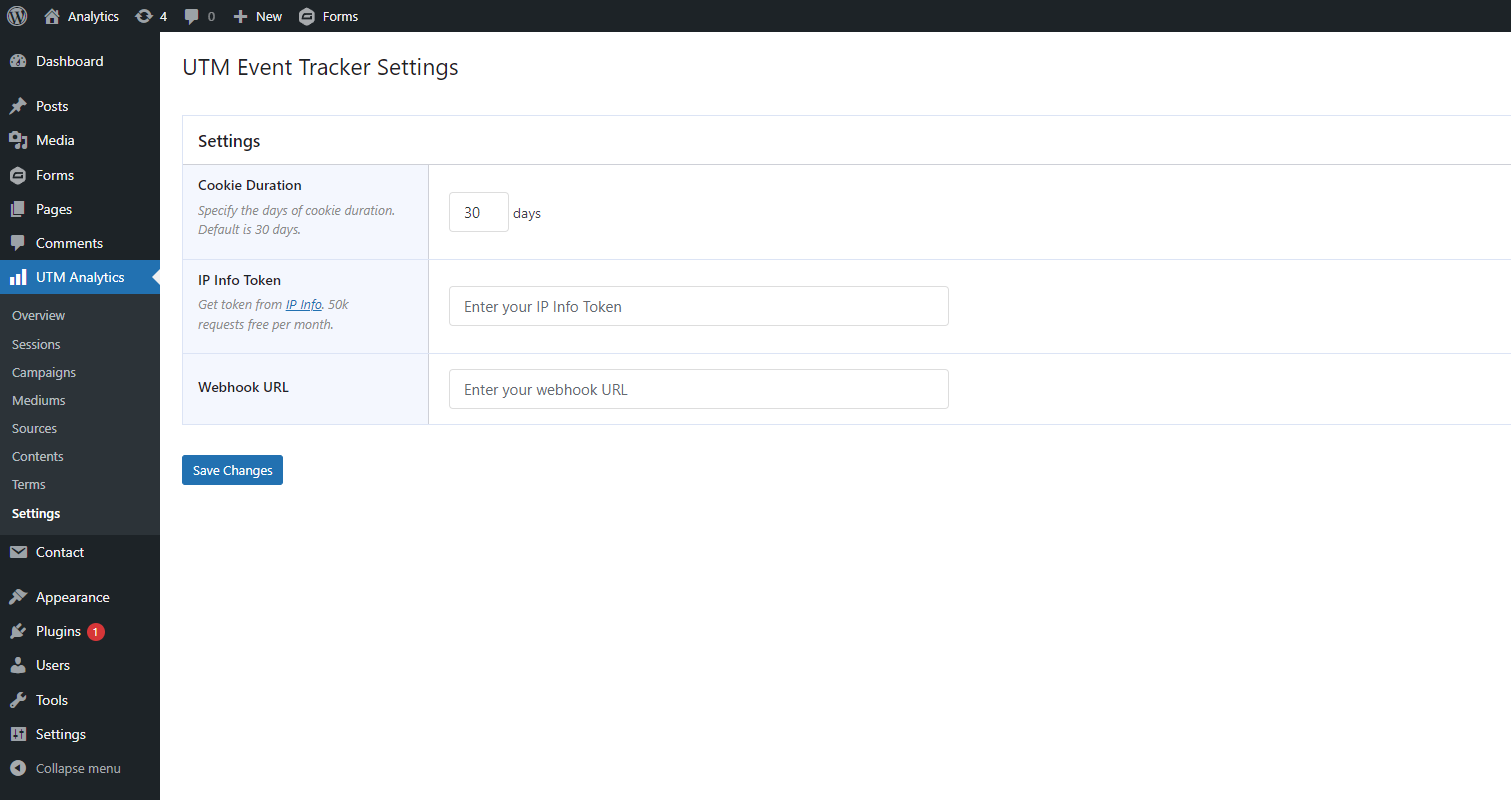 Analytics
4
0
New
Forms
Dashboard
Posts
Media
Forms
Pages
Comments
UTM Analytics
Overview
Sessions
Campaigns
Mediums
Sources
Contents
Terms
Settings
Contact
Appearance
Plugins 1
Users
Tools
Settings
Collapse menu
UTM Event Tracker Settings
Settings
Cookie Duration
Specify the days of cookie duration.
Default is 30 days.
30 days
IP Info Token
Get token from IP Info. 50k
requests free per month.
Enter your IP Info Token
Webhook URL
Enter your webhook URL
Save Changes